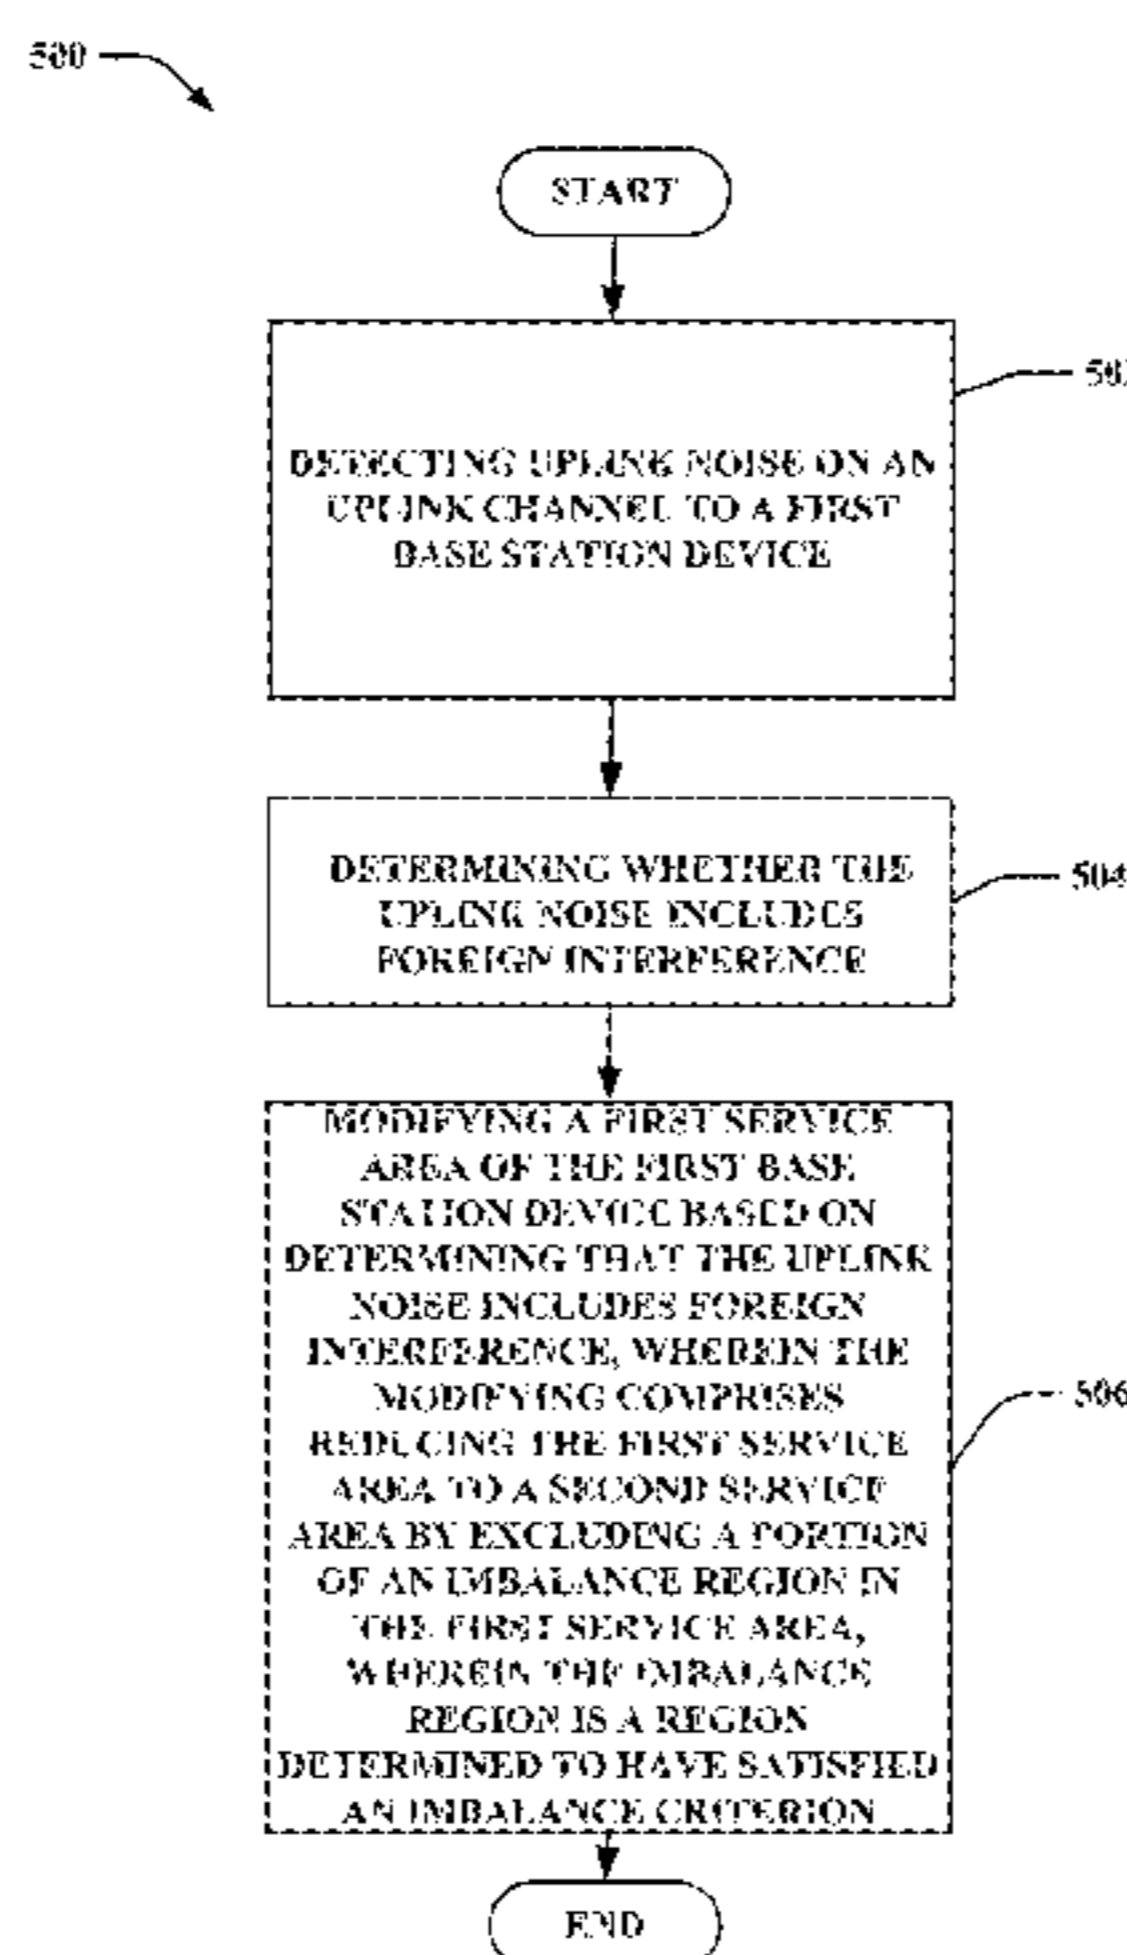 500
START
DETECTING UPLINK NOISE ON AN
UPLINK CHANNEL TO A FIRST
BASE STATION DEVICE
DETERMINING WHETHER THE
UPLINK NOISE INCLUDES
FOREIGN INTERFERENCE
504
MODIFYING A FIRST SERVICE
AREA OF THE FIRST BASE
STATION DEVICE BASED ON
DETERMINING THAT THE UPLINK
NOISE INCLUDES FOREIGN
INTERFERENCE, WHEREIN THE
MODIFYING COMPRISES
REDUCING THE FIRST SERVICE
AREA TO A SECOND SERVICE
AREA BY EXCLUDING A PORTION
OF AN IMBALANCE REGION IN
THE FIRST SERVICE AREA,
WHEREIN THE IMBALANCE
REGION IS A REGION
DETERMINED TO HAVE SATISFIED
AN IMBALANCE CRITERION
506
END